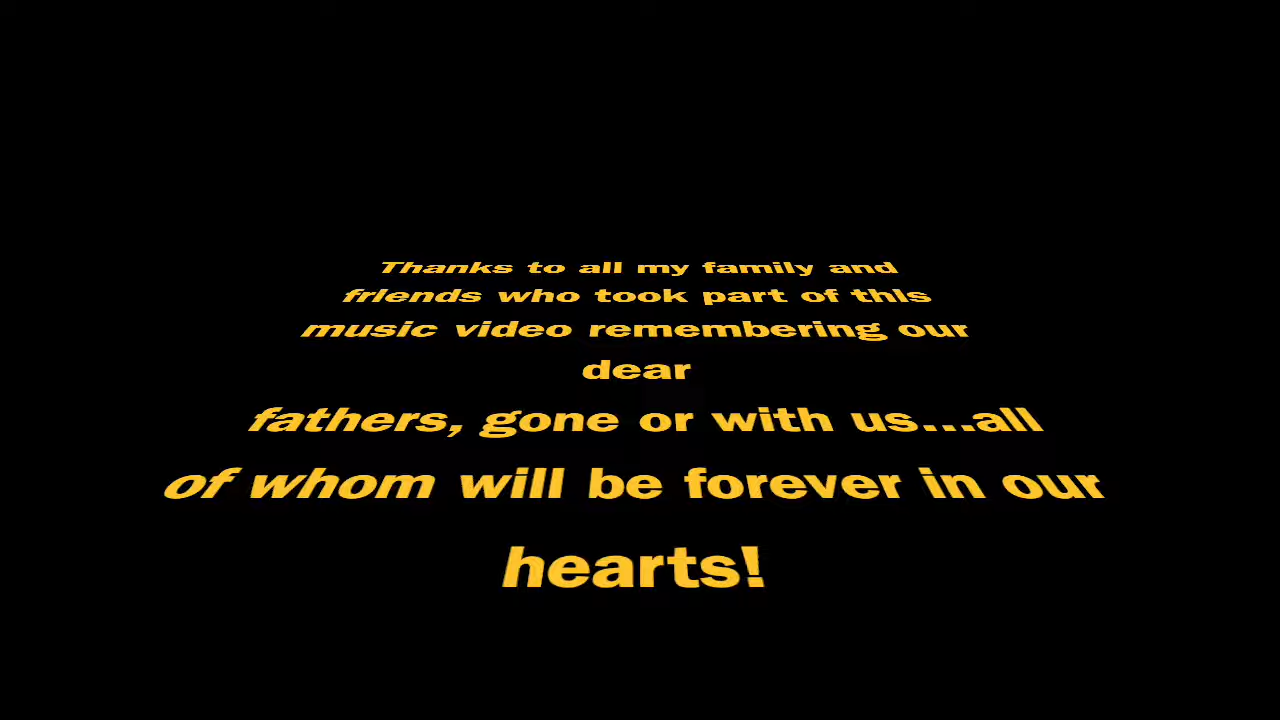 Thanks to all my family and
friends who took part of this
music video remembering our
dear
fathers, gone or with us...all
of whom will be forever in our
hearts!